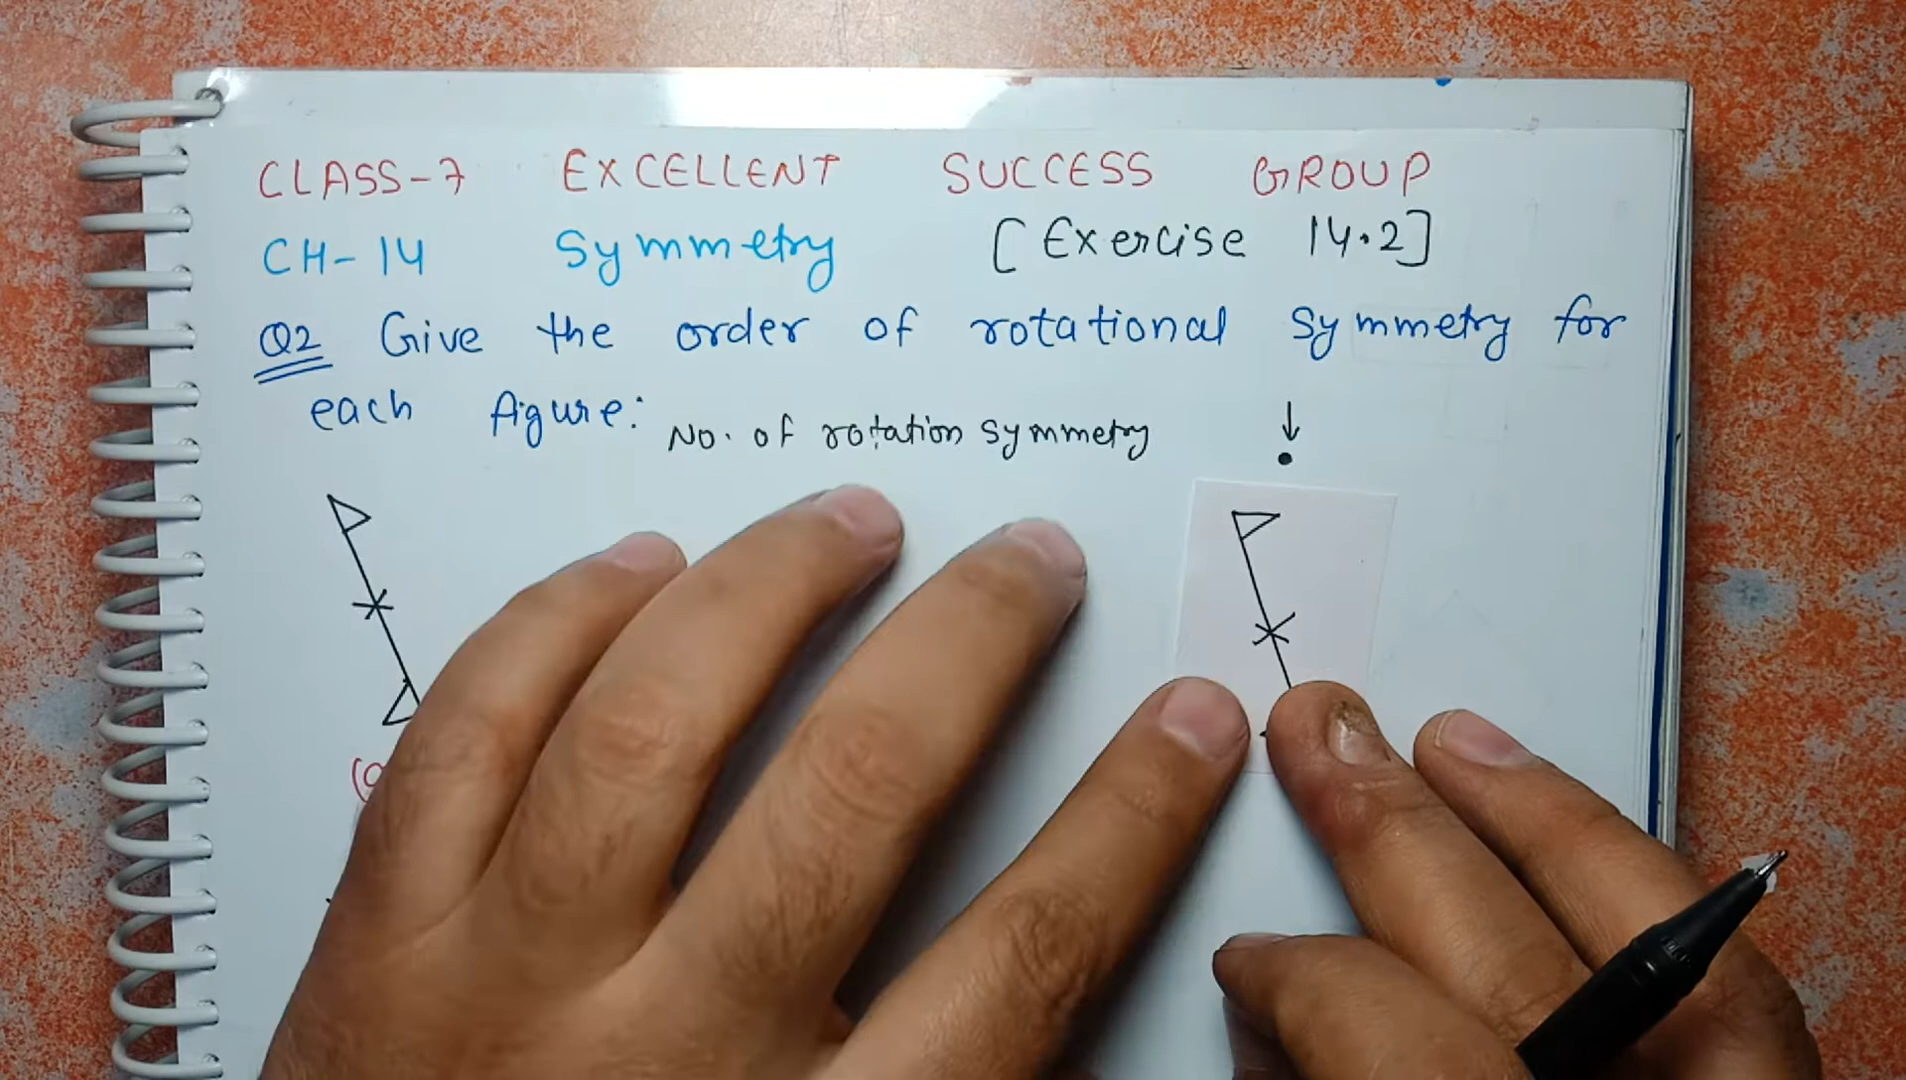 CLASS-7 EXCELLENT SUCCESS GROUP
CH-14 Symmetry [Exercise 14.2]
Q2 Give the order of rotational symmetry for
each figure:
No. of rotation symmetry